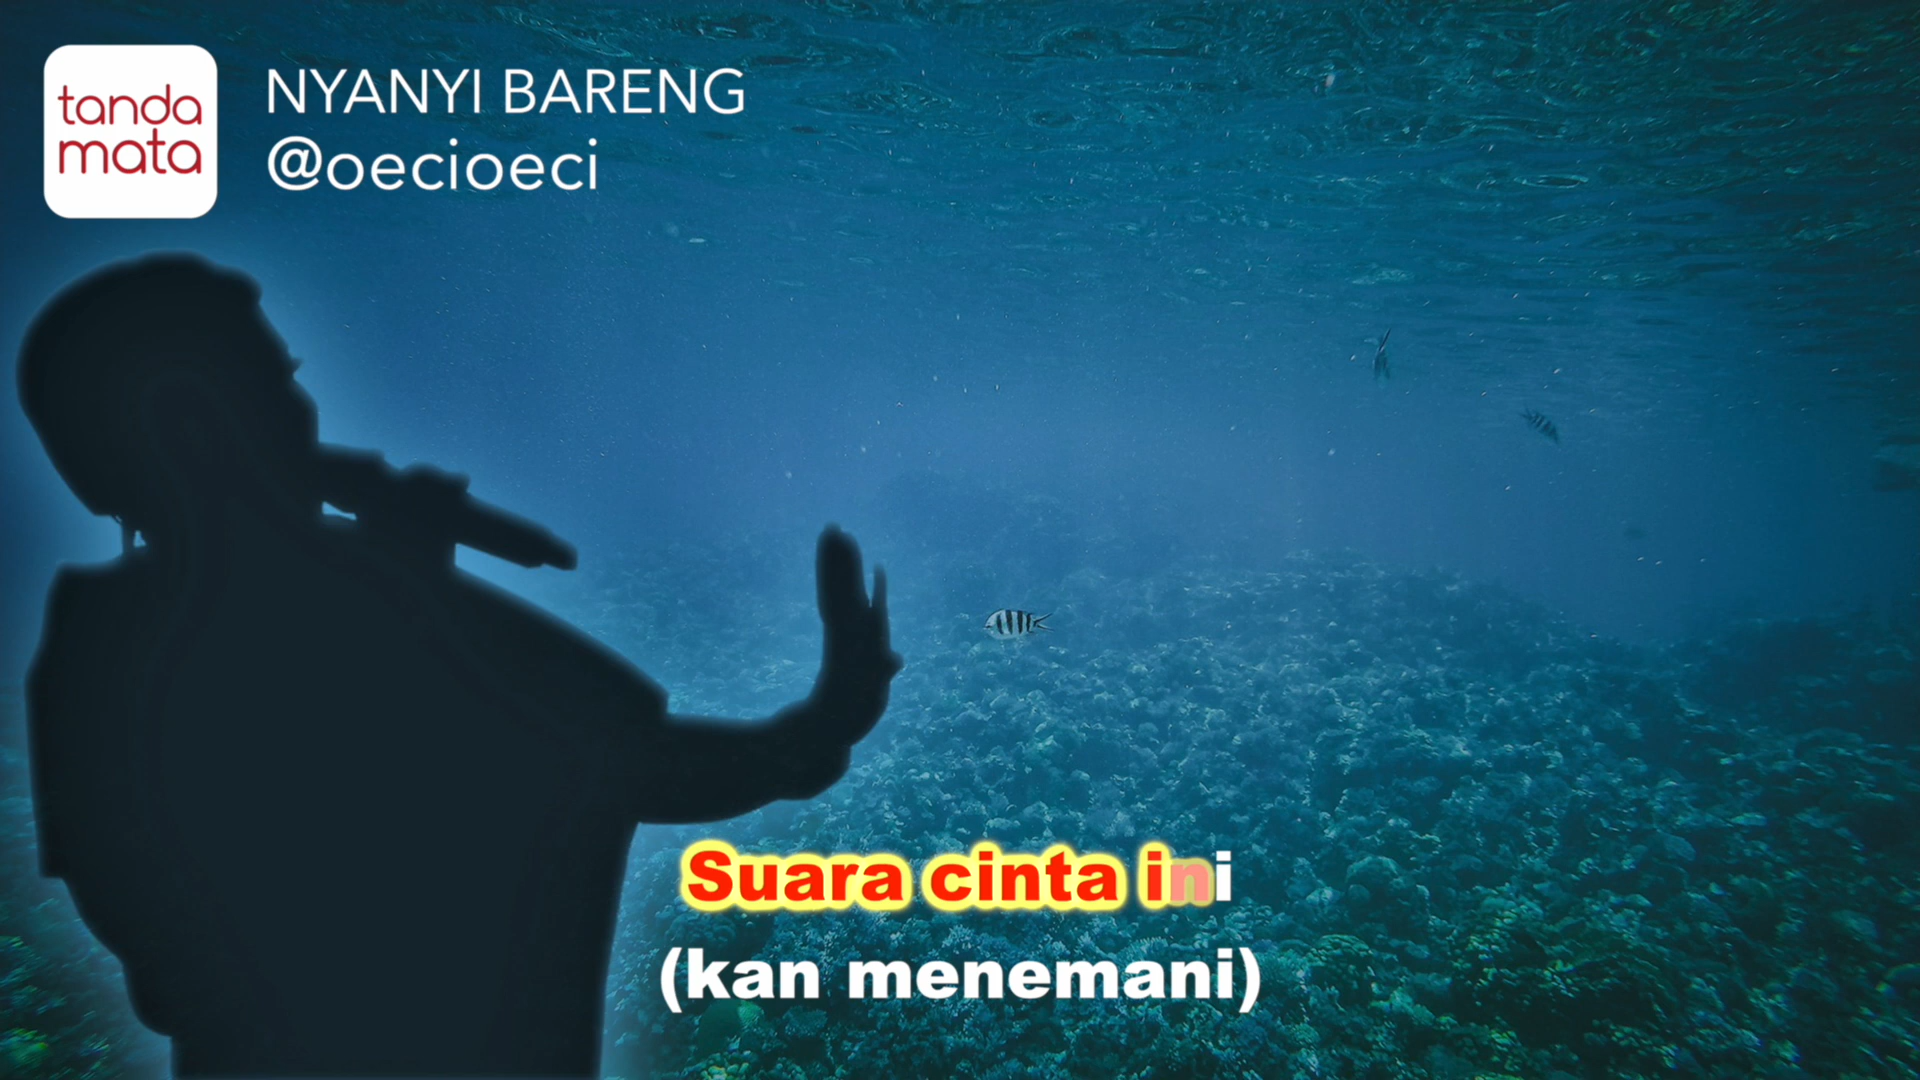 tanda
mata
NYANYI BARENG
@oecioeci
Suara cinta ini
(kan menemani)